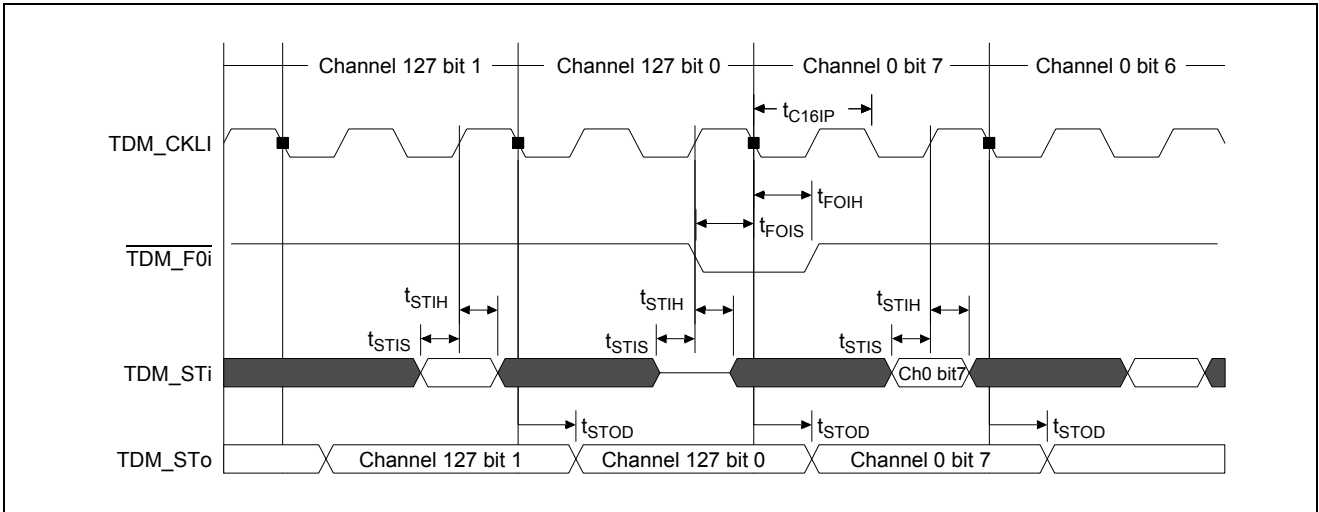 Channel 127 bit 1 Channel 127 bit 0 Channel 0 bit 7 Channel 0 bit 6
tC16IP
TDM_CKLI
tFOIH
tFOIS
TDM_F0i
tSTIH tSTIH tSTIH
tSTIS tSTIS tSTIS
TDM_STi Ch0 bit7
tSTOD tSTOD tSTOD
TDM_STo Channel 127 bit 1 Channel 127 bit 0 Channel 0 bit 7